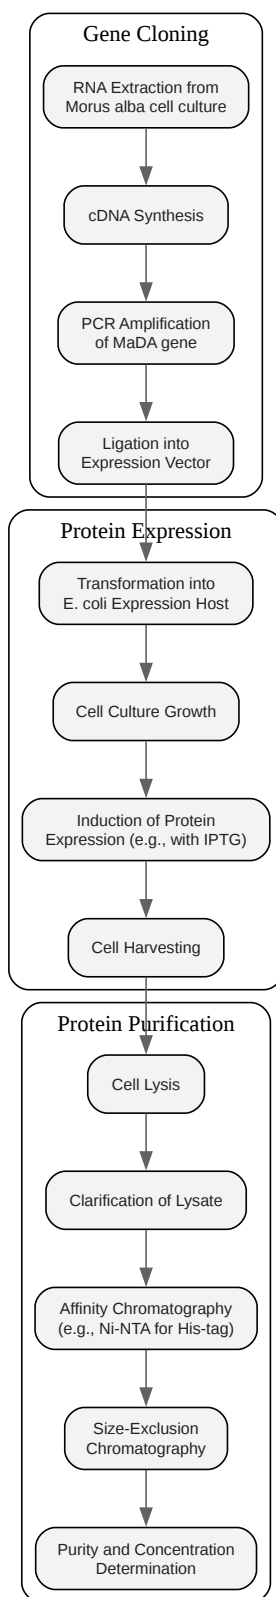 Gene Cloning
RNA Extraction from
Morus alba cell culture
cDNA Synthesis
PCR Amplification
of MaDA gene
Ligation into
Expression Vector
Protein Expression
Transformation into
E. coli Expression Host
Cell Culture Growth
Induction of Protein
Expression (e.g., with IPTG)
Cell Harvesting
Protein Purification
Cell Lysis
Clarification of Lysate
Affinity Chromatography
(e.g., Ni-NTA for His-tag)
Size-Exclusion
Chromatography
Purity and Concentration
Determination